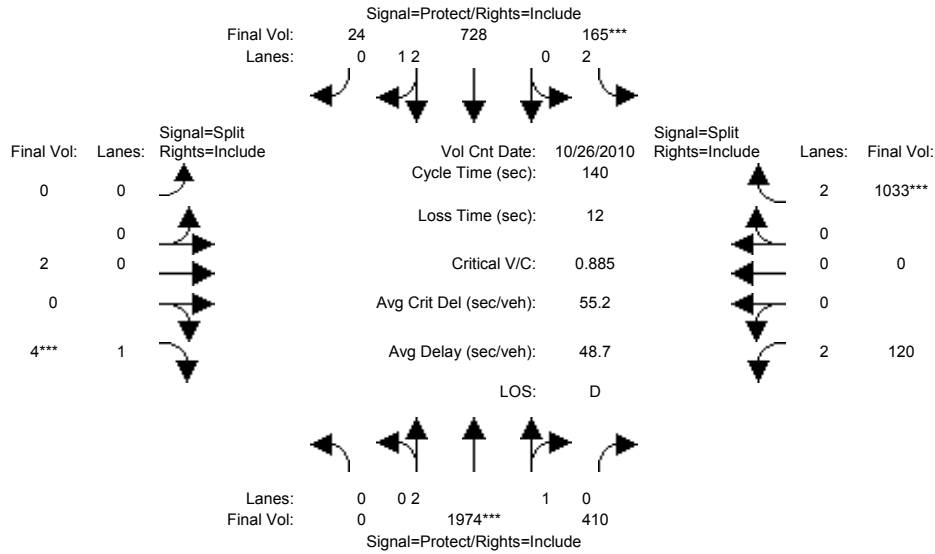 Signal=Protect/Rights=Include
Final Vol: 24 728 165***
Lanes: 0 1 2 0 2
Signal=Split Signal=Split
Final Vol: Lanes: Rights=Include Vol Cnt Date: 10/26/2010 Rights=Include Lanes: Final Vol:
Cycle Time (sec): 140
0 0 2 1033***
Loss Time (sec): 12
0 0
2 0 Critical V/C: 0.885 0 0
0 Avg Crit Del (sec/veh): 55.2 0
4*** 1 Avg Delay (sec/veh): 48.7 2 120
LOS: D
Lanes: 0 0 2 1 0
Final Vol: 0 1974*** 410
Signal=Protect/Rights=Include